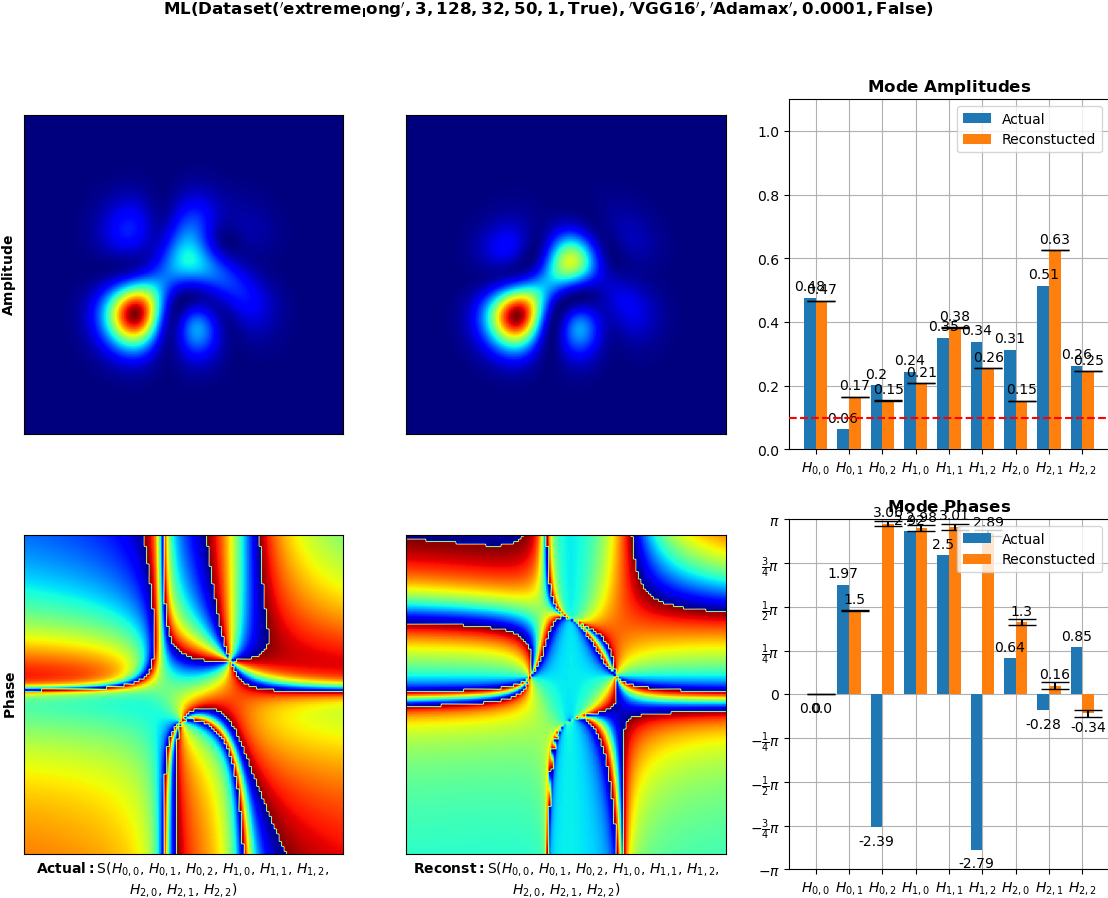 ML(Dataset('extreme_long', 3, 128, 32, 50, 1, True), 'VGG16', 'Adamax', 0.0001, False)
Mode Amplitudes
Amplitude
Actual
Reconstucted
1.0
0.8
0.6
0.4
0.2
0.0
0.48
0.47
0.06
0.17
0.2
0.15
0.24
0.21
0.35
0.38
0.34
0.26
0.31
0.15
0.51
0.63
0.26
0.25
H0,0 H0,1 H0,2 H1,0 H1,1 H1,2 H2,0 H2,1 H2,2
Mode Phases
Phase
Actual
Reconstucted
π
3/4π
1/2π
1/4π
0
−1/4π
−1/2π
−3/4π
−π
0.0
0.0
1.97
1.5
-2.39
2.98
2.5
3.01
-2.79
2.89
0.64
1.3
-0.28
0.16
0.85
-0.34
H0,0 H0,1 H0,2 H1,0 H1,1 H1,2 H2,0 H2,1 H2,2
Actual: S(H0,0, H0,1, H0,2, H1,0, H1,1, H1,2,
H2,0, H2,1, H2,2)
Reconst: S(H0,0, H0,1, H0,2, H1,0, H1,1, H1,2,
H2,0, H2,1, H2,2)